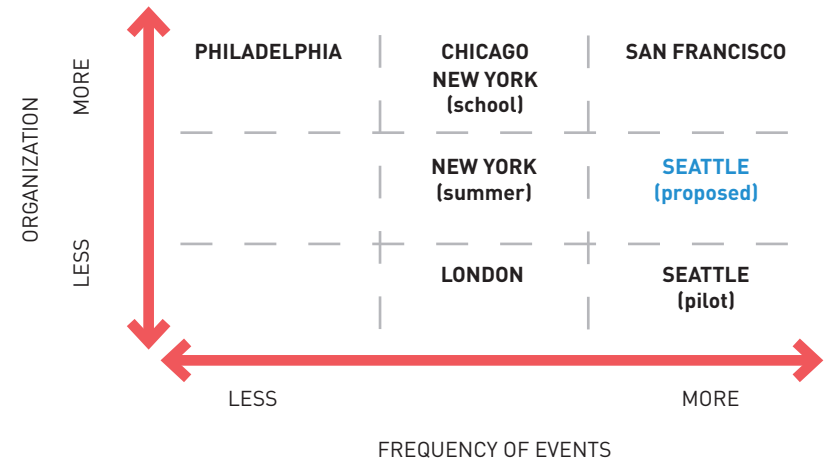 PHILADELPHIA
CHICAGO
NEW YORK
(school)
SAN FRANCISCO
NEW YORK
(summer)
SEATTLE
(proposed)
LONDON
SEATTLE
(pilot)
ORGANIZATION
MORE
LESS
LESS
MORE
FREQUENCY OF EVENTS